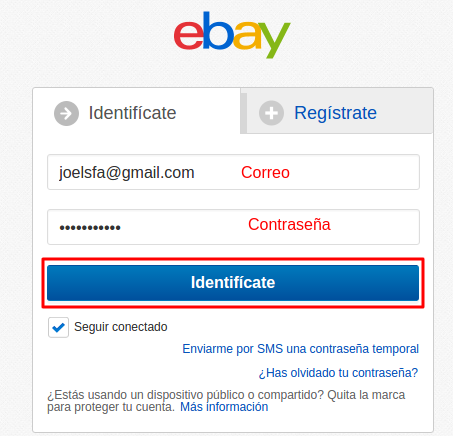 ebay
Identifícate
Regístrate
joelsfa@gmail.com Correo
••••••••••• Contraseña
Identifícate
Seguir conectado
Enviarme por SMS una contraseña temporal
¿Has olvidado tu contraseña?
¿Estás usando un dispositivo público o compartido? Quita la marca
para proteger tu cuenta. Más información